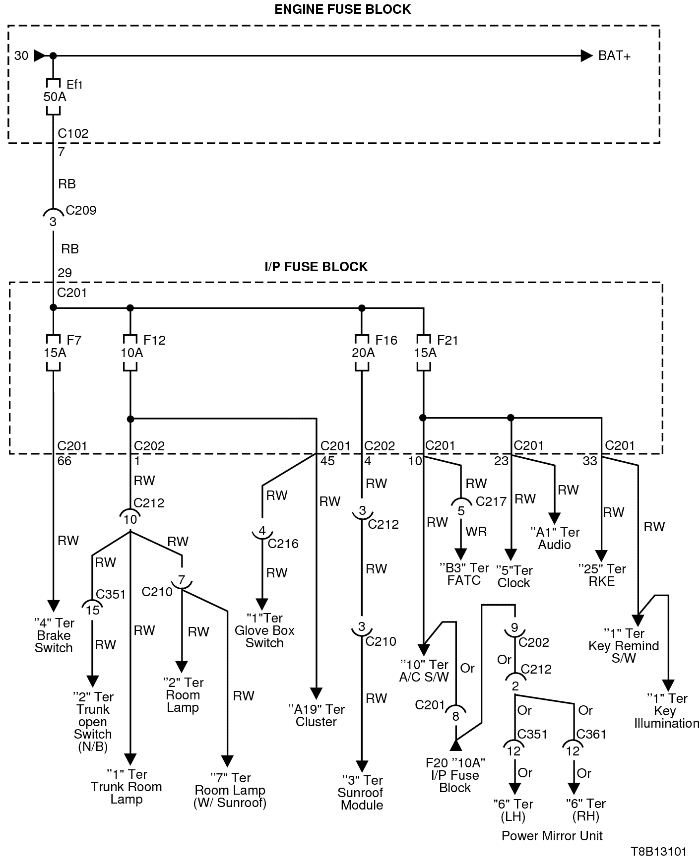 ENGINE FUSE BLOCK
30
BAT+
Ef1
50A
C102
7
RB
C209
3
RB
29
I/P FUSE BLOCK
C201
F7
15A
F12
10A
F16
20A
F21
15A
C201
66
C202
1
C201
45
C202
4
C201
10
C201
23
C201
33
RW
RW
RW
RW
RW
RW
RW
RW
RW
RW
RW
C212
10
4
C216
3
C212
5
C217
WR
RW
RW
RW
RW
RW
C351
15
C210
7
RW
RW
RW
"B3" Ter
FATC
"5"Ter
Clock
"A1" Ter
Audio
"25" Ter
RKE
"4" Ter
Brake
Switch
"1"Ter
Glove Box
Switch
3
C210
9
C202
"1" Ter
Key Remind
S/W
"2" Ter
Trunk
open
Switch
(N/B)
"2" Ter
Room
Lamp
"A19" Ter
Cluster
RW
"10" Ter
A/C S/W
Or
Or
C212
2
"1" Ter
Key
Illumination
C201
8
Or
Or
C351
12
C361
12
"1" Ter
Trunk Room
Lamp
"7" Ter
Room Lamp
(W/ Sunroof)
"3" Ter
Sunroof
Module
F20 "10A"
I/P Fuse
Block
Or
Or
"6" Ter
(LH)
"6" Ter
(RH)
Power Mirror Unit
T8B13101